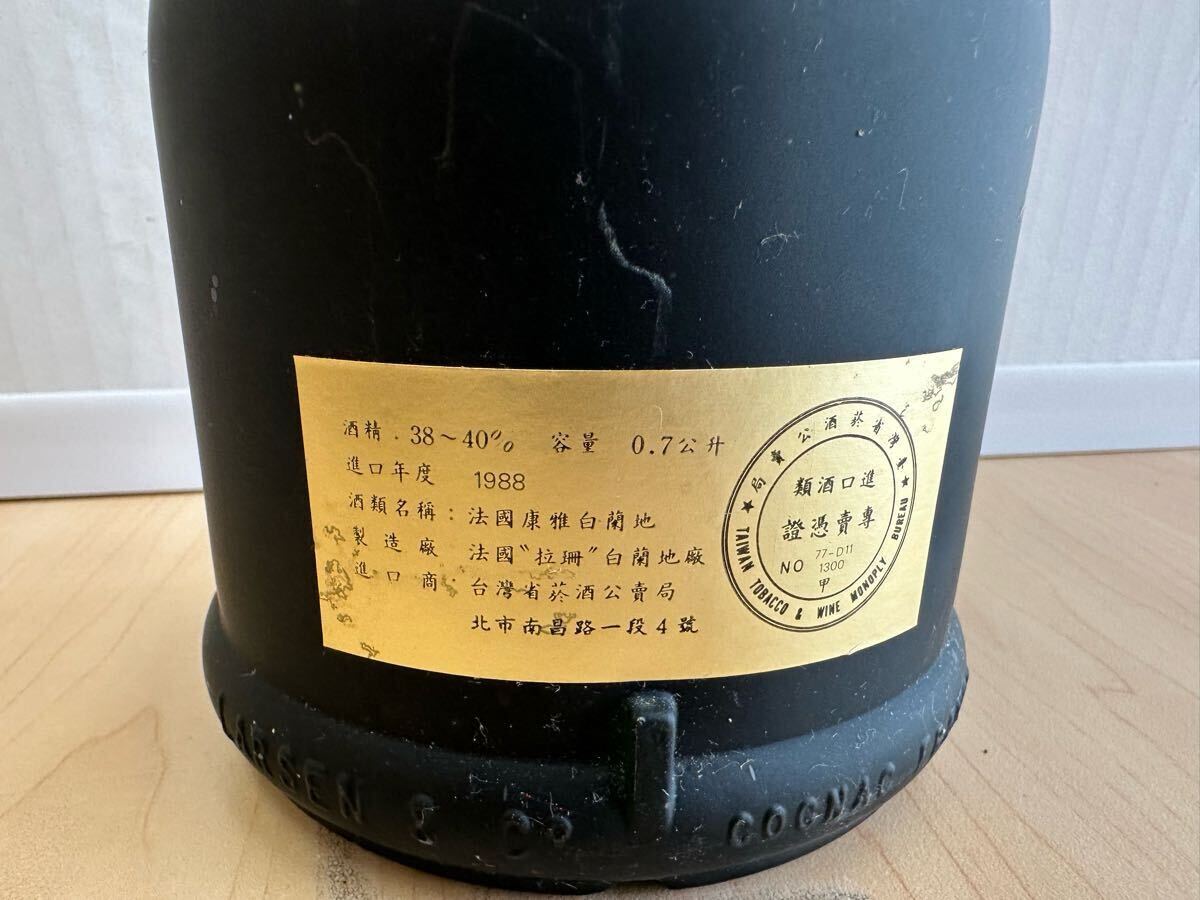 酒精．38～40% 容量 0.7公升
進口年度 1988
酒類名稱：法國康雅白蘭地
製造廠 法國“拉珊”白蘭地廠
進口商：台灣省菸酒公賣局
北市南昌路一段4號
臺灣省菸酒公賣局
進口酒類
專賣憑證
77-D11
NO 1300
甲
TAIWAN TOBACCO & WINE MONOPLY BUREAU
LARSEN & Co COGNAC